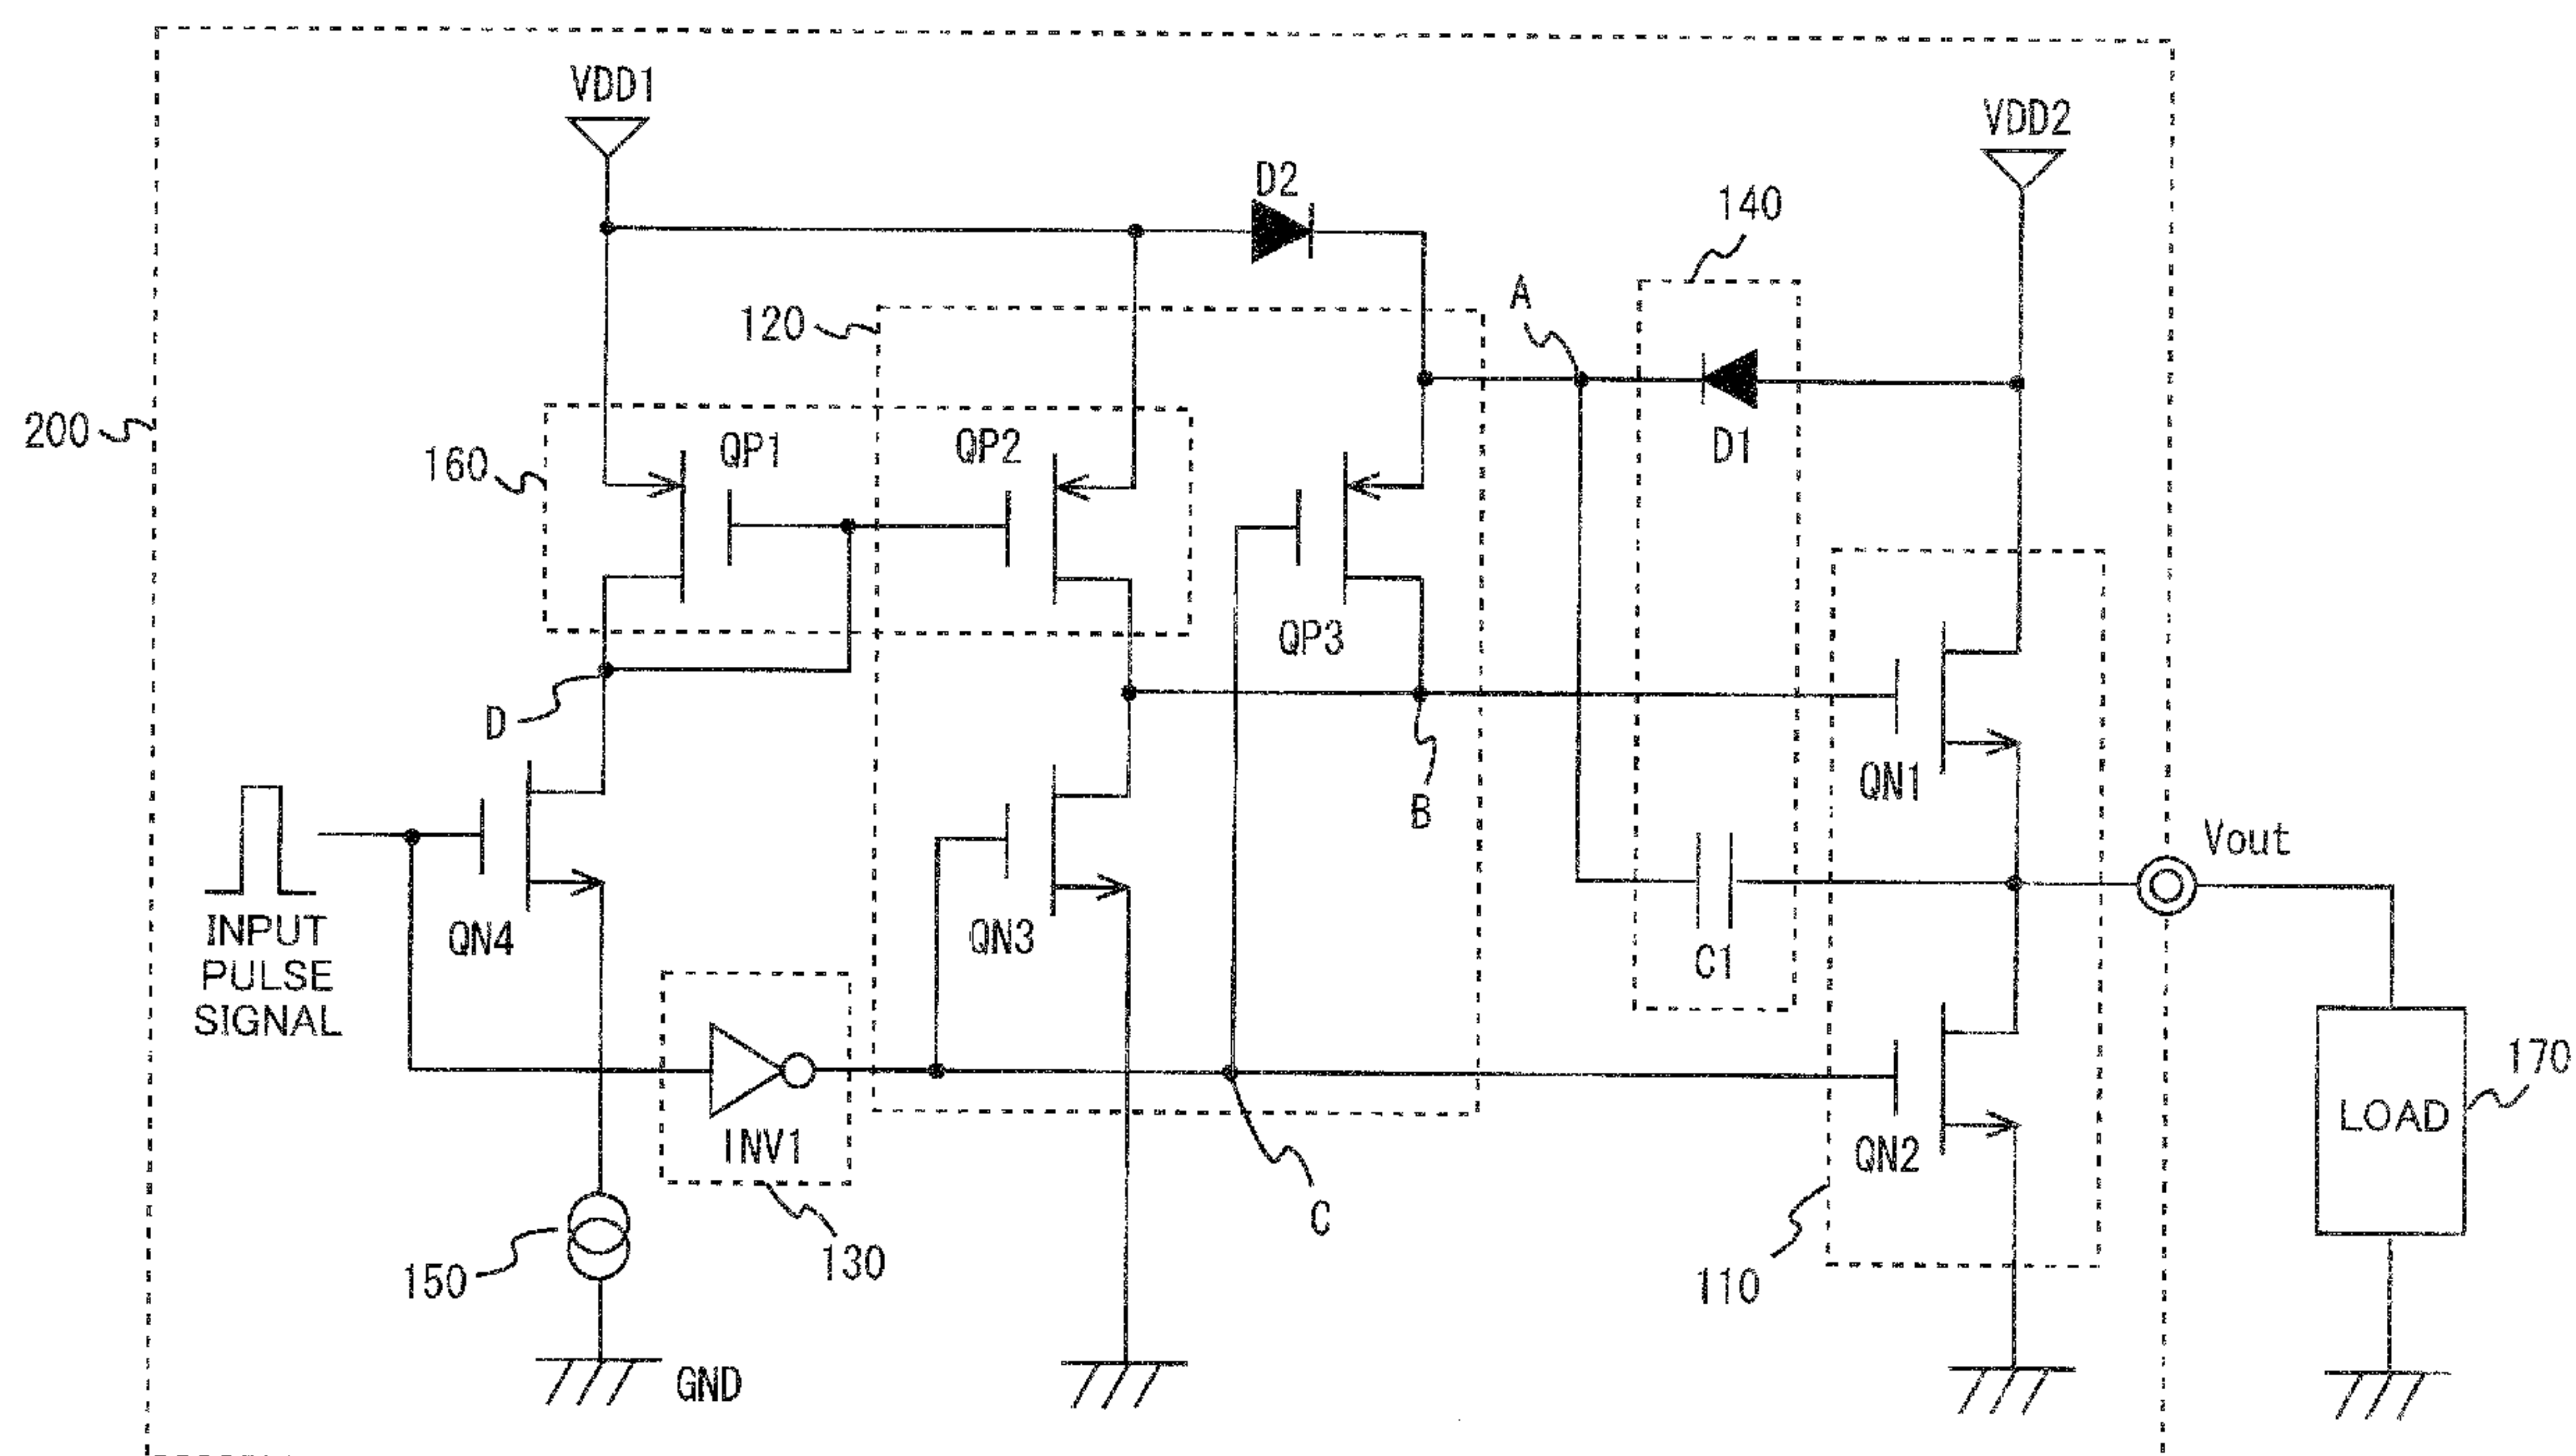 VDD1
VDD2
D2
140
A
120
200
160
QP1
QP2
D1
QP3
D
B
QN1
Vout
INPUT
PULSE
SIGNAL
QN4
QN3
C1
170
LOAD
INV1
QN2
C
150
130
110
GND